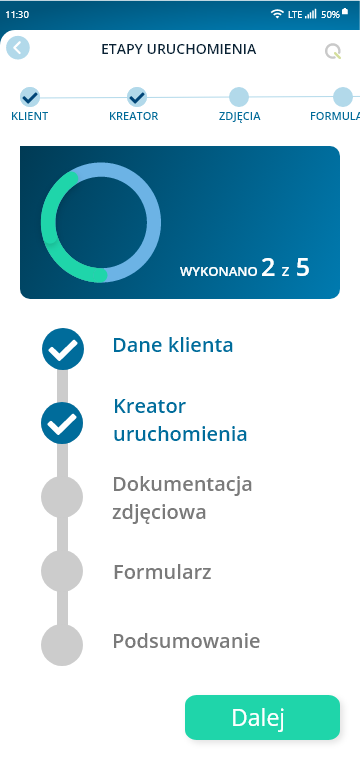 11:30 LTE 50%
ETAPY URUCHOMIENIA
KLIENT KREATOR ZDJĘCIA FORMULA
WYKONANO 2 Z 5
Dane klienta
Kreator
uruchomienia
Dokumentacja
zdjęciowa
Formularz
Podsumowanie
Dalej